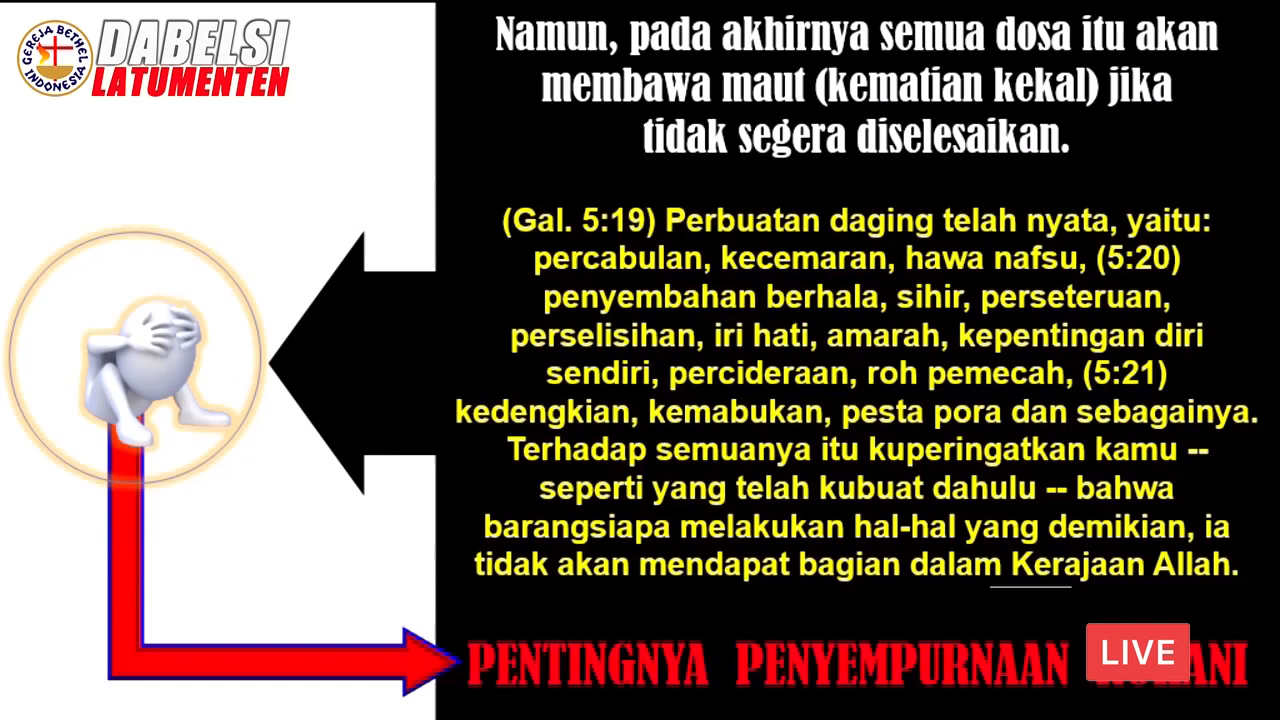 GEREJA BETHEL
INDONESIA
DABELSI
LATUMENTEN
Namun, pada akhirnya semua dosa itu akan
membawa maut (kematian kekal) jika
tidak segera diselesaikan.
(Gal. 5:19) Perbuatan daging telah nyata, yaitu:
percabulan, kecemaran, hawa nafsu, (5:20)
penyembahan berhala, sihir, perseteruan,
perselisihan, iri hati, amarah, kepentingan diri
sendiri, percideraan, roh pemecah, (5:21)
kedengkian, kemabukan, pesta pora dan sebagainya.
Terhadap semuanya itu kuperingatkan kamu --
seperti yang telah kubuat dahulu -- bahwa
barangsiapa melakukan hal-hal yang demikian, ia
tidak akan mendapat bagian dalam Kerajaan Allah.
PENTINGNYA PENYEMPURNAAN
LIVE